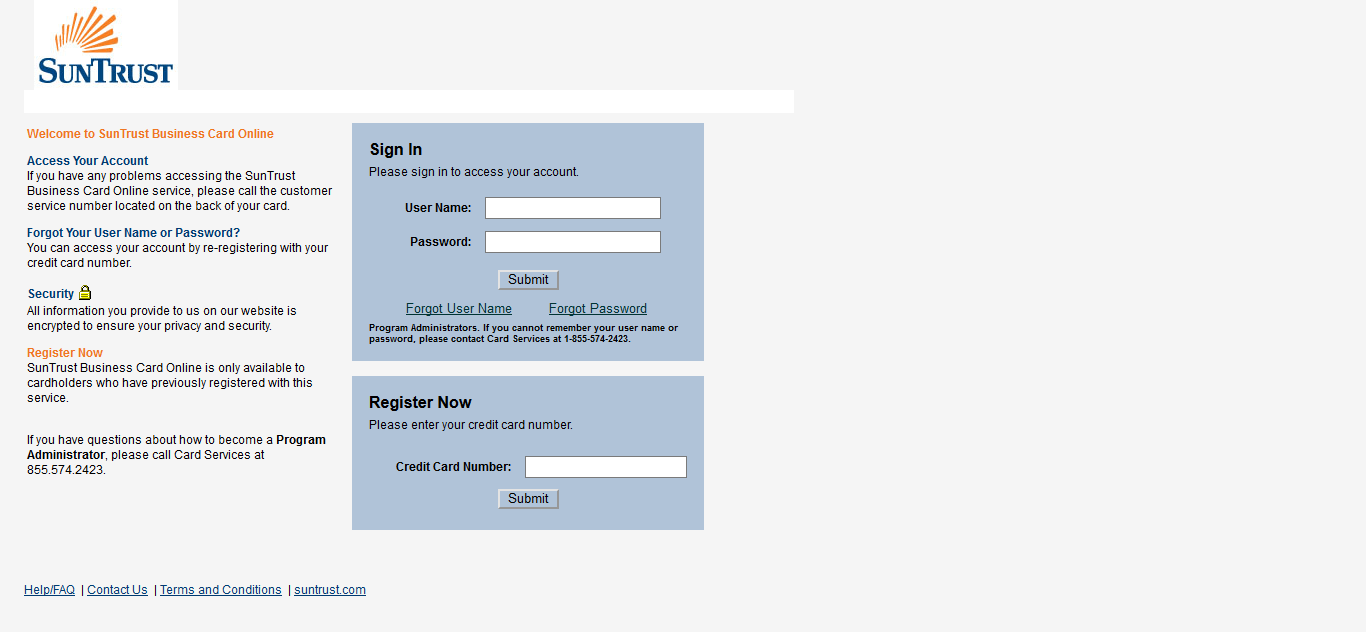 SUNTRUST
Welcome to SunTrust Business Card Online
Access Your Account
If you have any problems accessing the SunTrust
Business Card Online service, please call the customer
service number located on the back of your card.
Forgot Your User Name or Password?
You can access your account by re-registering with your
credit card number.
Security
All information you provide to us on our website is
encrypted to ensure your privacy and security.
Register Now
SunTrust Business Card Online is only available to
cardholders who have previously registered with this
service.
If you have questions about how to become a Program
Administrator, please call Card Services at
855.574.2423.
Sign In
Please sign in to access your account.
User Name:
Password:
Submit
Forgot User Name Forgot Password
Program Administrators. If you cannot remember your user name or
password, please contact Card Services at 1-855-574-2423.
Register Now
Please enter your credit card number.
Credit Card Number:
Submit
Help/FAQ | Contact Us | Terms and Conditions | suntrust.com